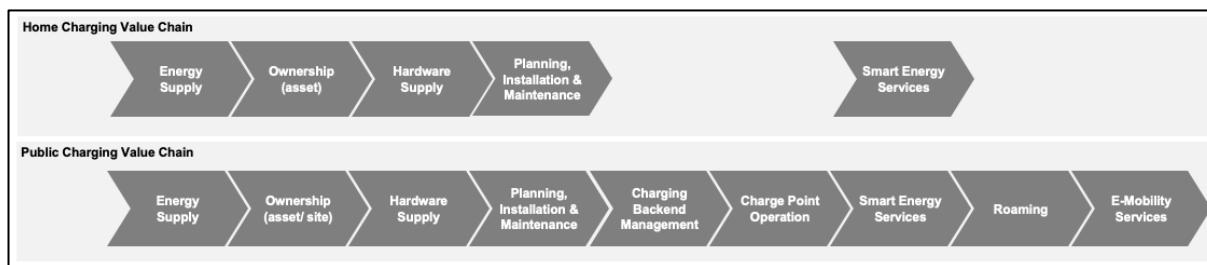 Home Charging Value Chain
Energy
Supply
Ownership
(asset)
Hardware
Supply
Planning,
Installation &
Maintenance
Smart Energy
Services
Public Charging Value Chain
Energy
Supply
Ownership
(asset/ site)
Hardware
Supply
Planning,
Installation &
Maintenance
Charging
Backend
Management
Charge Point
Operation
Smart Energy
Services
Roaming
E-Mobility
Services